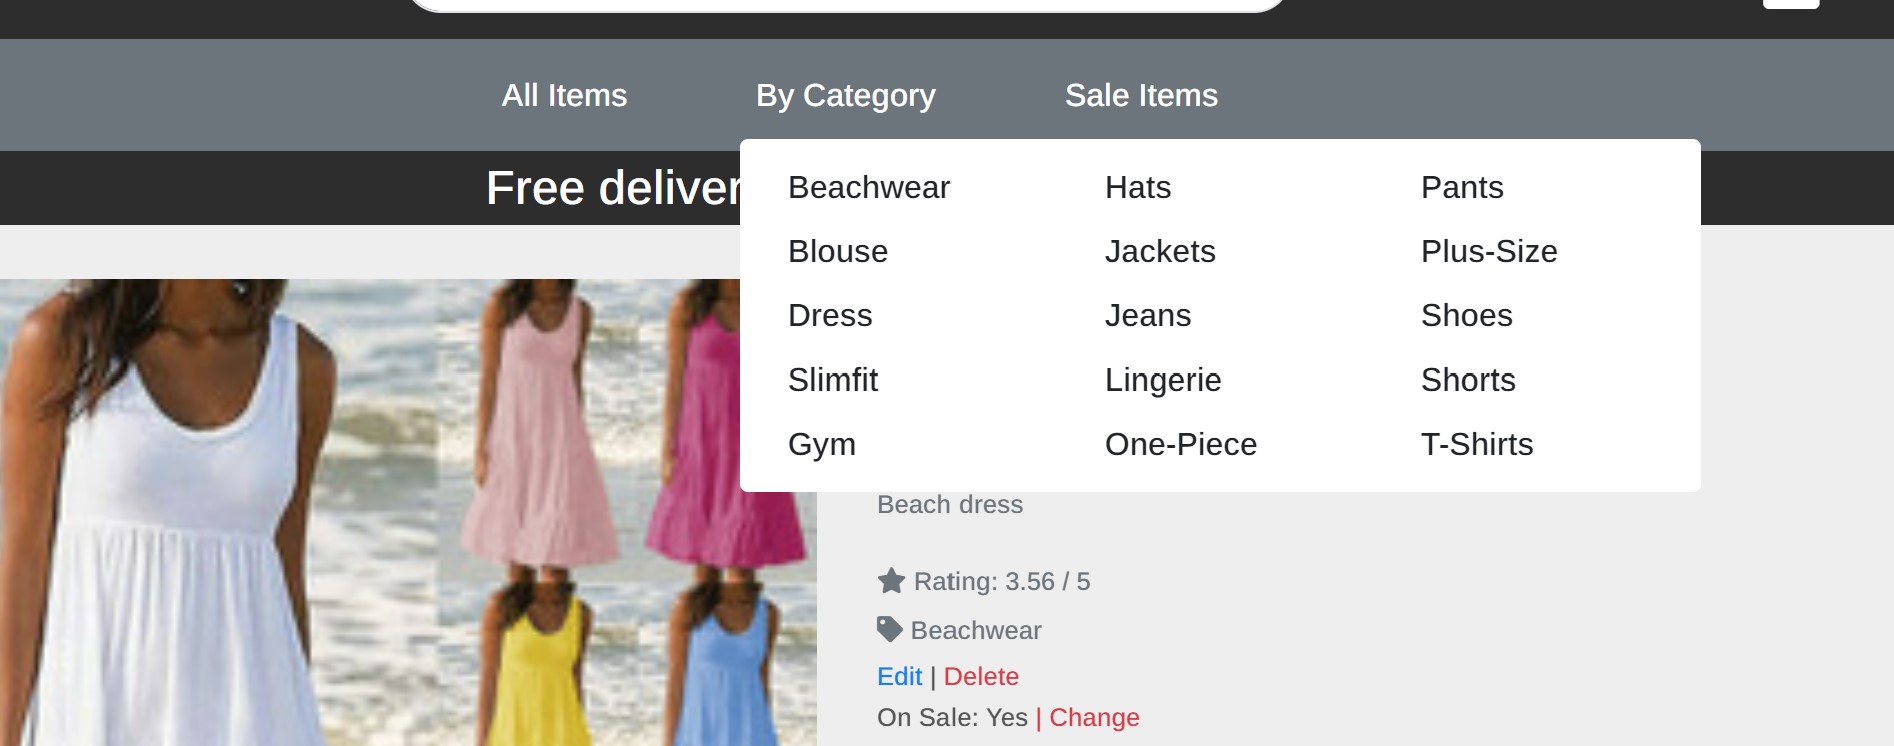 All Items By Category Sale Items
Free deliver
Beachwear Hats Pants
Blouse Jackets Plus-Size
Dress Jeans Shoes
Slimfit Lingerie Shorts
Gym One-Piece T-Shirts
Beach dress
Rating: 3.56 / 5
Beachwear
Edit | Delete
On Sale: Yes | Change